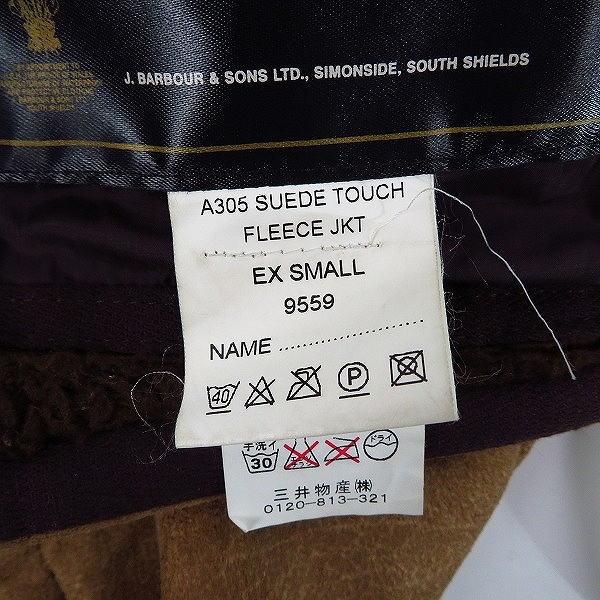 J. BARBOUR & SONS LTD., SIMONSIDE, SOUTH SHIELDS
A305 SUEDE TOUCH
FLEECE JKT
EX SMALL
9559
NAME ........................
40 P
手洗イ
30
ドライ
三井物産(株)
0120-813-321